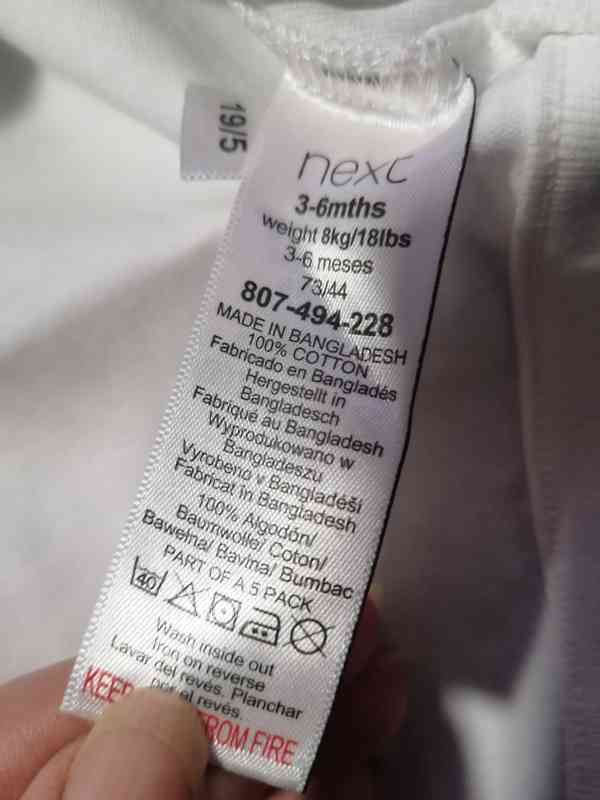 19/5
next
3-6mths
weight 8kg/18lbs
3-6 meses
73/44
807-494-228
MADE IN BANGLADESH
100% COTTON
Fabricado en Bangladés
Hergestellt in
Bangladesch
Fabriqué au Bangladesh
Wyprodukowano w
Bangladeszu
Vyrobeno v Bangladéši
Fabricat in Bangladesh
100% Algodón/
Baumwolle/ Coton/
Bawełna/ Bavlna/ Bumbac
PART OF A 5 PACK
40
Wash inside out
Iron on reverse
Lavar del revés. Planchar
por el revés.
KEEP FROM FIRE